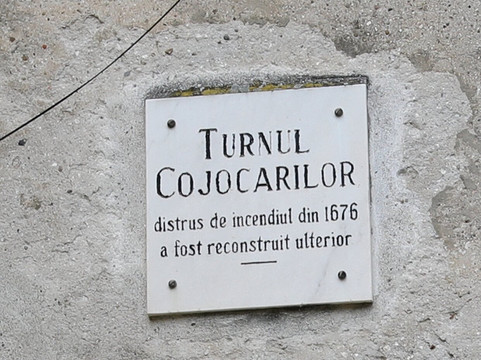 TURNUL
COJOCARILOR
distrus de incendiul din 1676
a fost reconstruit ulterior